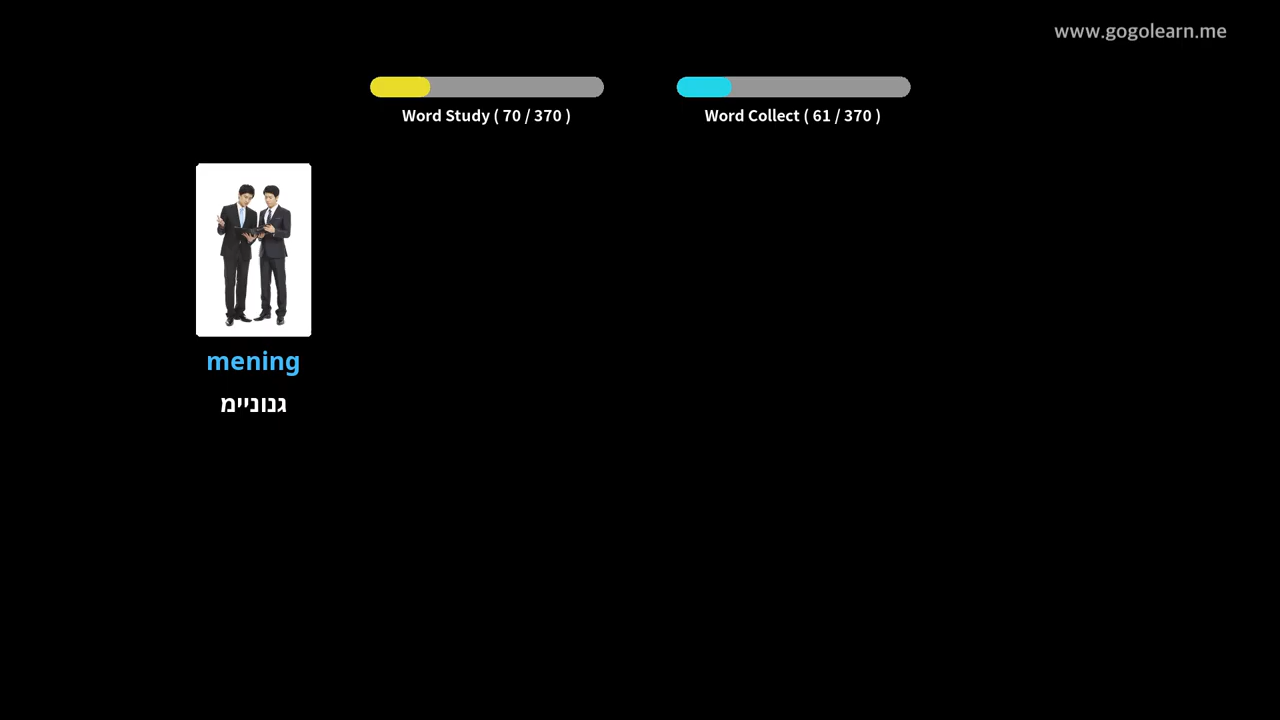 www.gogolearn.me
Word Study ( 70 / 370 )
Word Collect ( 61 / 370 )
mening
גנוניימ